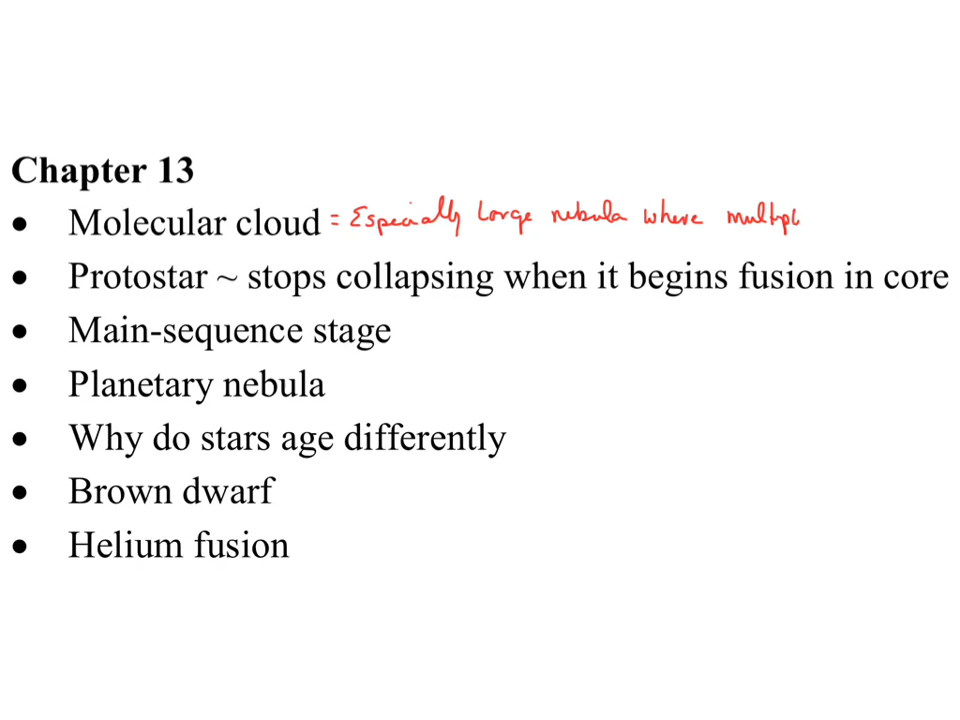 Chapter 13
• Molecular cloud = Especially large nebula where multipl
• Protostar ~ stops collapsing when it begins fusion in core
• Main-sequence stage
• Planetary nebula
• Why do stars age differently
• Brown dwarf
• Helium fusion